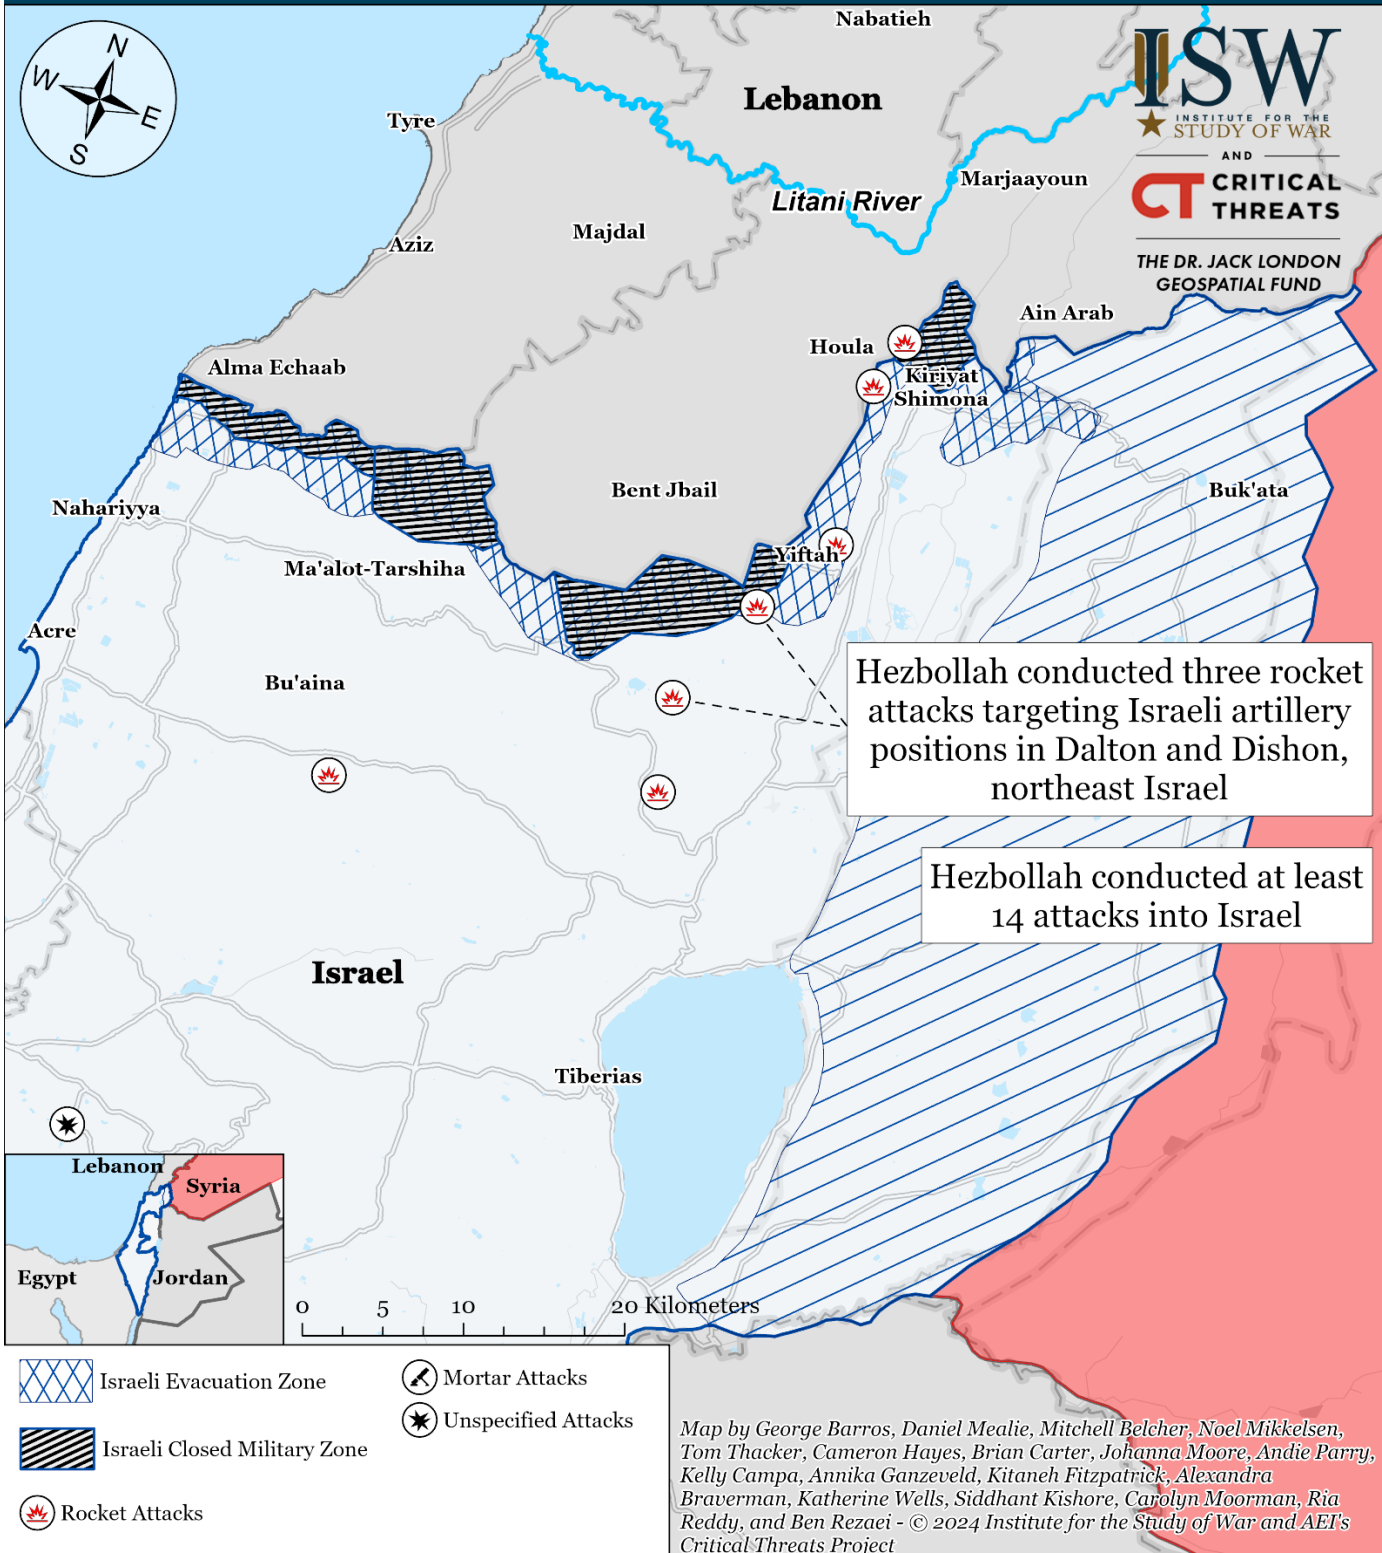 N
W
E
S
Nabatieh
Lebanon
ISW
INSTITUTE FOR THE
STUDY OF WAR
AND
CT CRITICAL
THREATS
THE DR. JACK LONDON
GEOSPATIAL FUND
Tyre
Marjaayoun
Litani River
Majdal
Aziz
Ain Arab
Houla
Alma Echaab
Kiriyat
Shimona
Bent Jbail
Buk'ata
Nahariyya
Yiftah
Ma'alot-Tarshiha
Acre
Bu'aina
Hezbollah conducted three rocket
attacks targeting Israeli artillery
positions in Dalton and Dishon,
northeast Israel
Hezbollah conducted at least
14 attacks into Israel
Israel
Tiberias
Lebanon
Syria
Egypt
Jordan
0 5 10 20 Kilometers
Israeli Evacuation Zone
Israeli Closed Military Zone
Rocket Attacks
Mortar Attacks
Unspecified Attacks
Map by George Barros, Daniel Mealie, Mitchell Belcher, Noel Mikkelsen,
Tom Thacker, Cameron Hayes, Brian Carter, Johanna Moore, Andie Parry,
Kelly Campa, Annika Ganzeveld, Kitaneh Fitzpatrick, Alexandra
Braverman, Katherine Wells, Siddhant Kishore, Carolyn Moorman, Ria
Reddy, and Ben Rezaei - © 2024 Institute for the Study of War and AEI's
Critical Threats Project